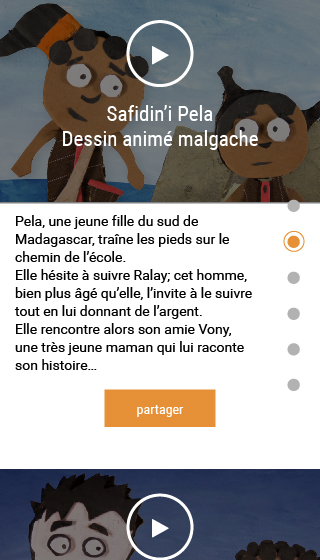 Safidin’i Pela
Dessin animé malgache
Pela, une jeune fille du sud de
Madagascar, traîne les pieds sur le
chemin de l’école.
Elle hésite à suivre Ralay; cet homme,
bien plus âgé qu’elle, l’invite à le suivre
tout en lui donnant de l’argent.
Elle rencontre alors son amie Vony,
une très jeune maman qui lui raconte
son histoire...
partager